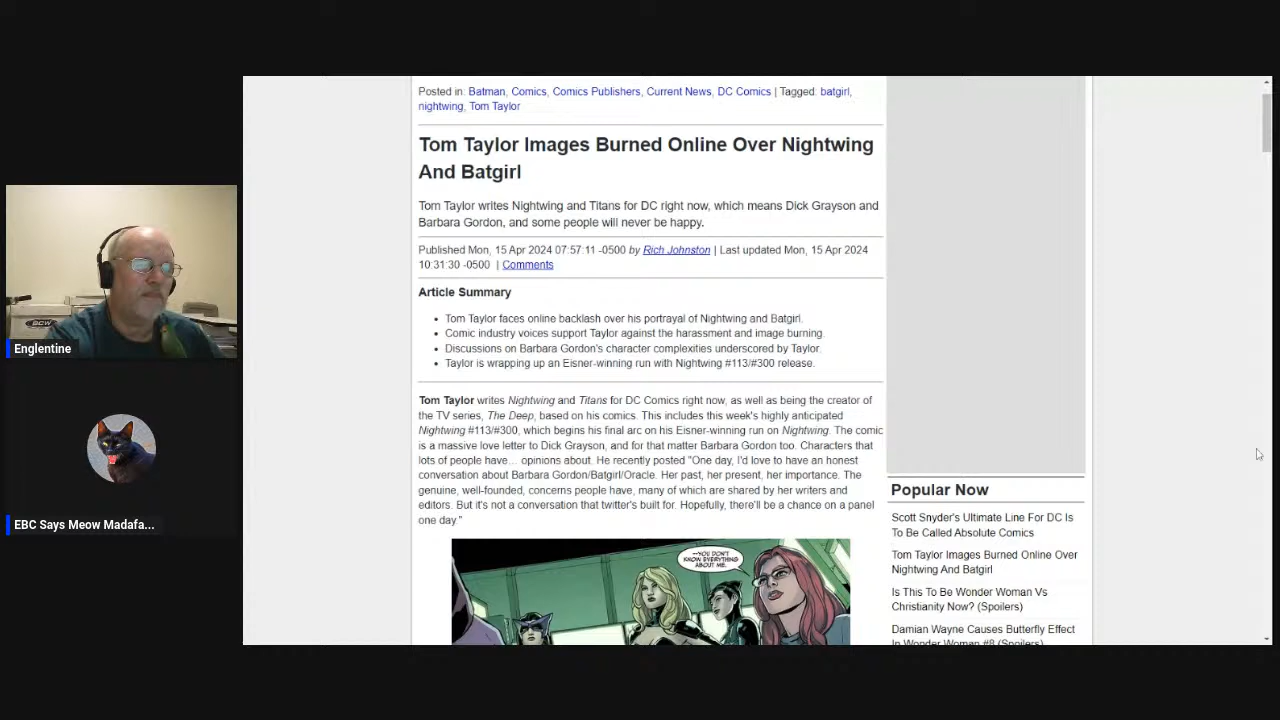 Posted in: Batman, Comics, Comics Publishers, Current News, DC Comics | Tagged: batgirl,
nightwing, Tom Taylor
Tom Taylor Images Burned Online Over Nightwing
And Batgirl
Tom Taylor writes Nightwing and Titans for DC right now, which means Dick Grayson and
Barbara Gordon, and some people will never be happy.
Published Mon, 15 Apr 2024 07:57:11 -0500 by Rich Johnston | Last updated Mon, 15 Apr 2024
10:31:30 -0500 | Comments
Article Summary
• Tom Taylor faces online backlash over his portrayal of Nightwing and Batgirl.
• Comic industry voices support Taylor against the harassment and image burning.
• Discussions on Barbara Gordon's character complexities underscored by Taylor.
• Taylor is wrapping up an Eisner-winning run with Nightwing #113/#300 release.
Tom Taylor writes Nightwing and Titans for DC Comics right now, as well as being the creator of
the TV series, The Deep, based on his comics. This includes this week's highly anticipated
Nightwing #113/#300, which begins his final arc on his Eisner-winning run on Nightwing. The comic
is a massive love letter to Dick Grayson, and for that matter Barbara Gordon too. Characters that
lots of people have... opinions about. He recently posted "One day, I'd love to have an honest
conversation about Barbara Gordon/Batgirl/Oracle. Her past, her present, her importance. The
genuine, well-founded, concerns people have, many of which are shared by her writers and
editors. But it's not a conversation that twitter's built for. Hopefully, there'll be a chance on a panel
one day."
--YOU DON'T
KNOW EVERYTHING
ABOUT ME.
Popular Now
Scott Snyder's Ultimate Line For DC Is
To Be Called Absolute Comics
Tom Taylor Images Burned Online Over
Nightwing And Batgirl
Is This To Be Wonder Woman Vs
Christianity Now? (Spoilers)
Damian Wayne Causes Butterfly Effect
In Wonder Woman #8 (Spoilers)
BCW
Englentine
EBC Says Meow Madafa...